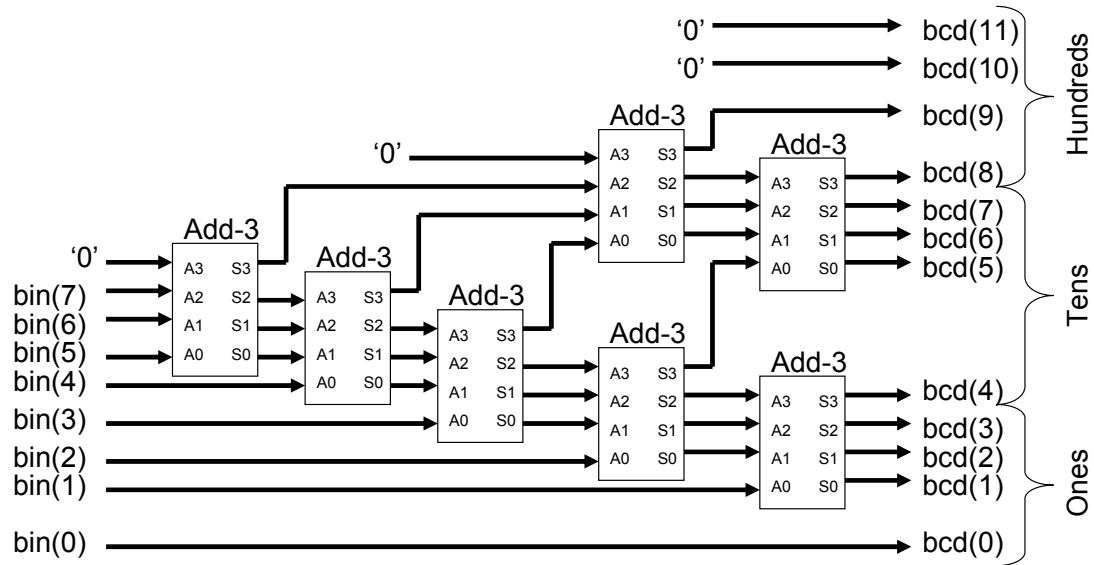 ‘0’ bcd(11)
‘0’ bcd(10)
Hundreds
bcd(9)
Add-3
A3 S3
A2 S2
A1 S1
A0 S0
‘0’
Add-3
A3 S3
A2 S2
A1 S1
A0 S0
bcd(8)
bcd(7)
bcd(6)
bcd(5)
Tens
Add-3
A3 S3
A2 S2
A1 S1
A0 S0
‘0’
bin(7)
bin(6)
bin(5)
bin(4)
Add-3
A3 S3
A2 S2
A1 S1
A0 S0
Add-3
A3 S3
A2 S2
A1 S1
A0 S0
bin(3)
Add-3
A3 S3
A2 S2
A1 S1
A0 S0
bin(2)
Add-3
A3 S3
A2 S2
A1 S1
A0 S0
bin(1)
bcd(4)
bcd(3)
bcd(2)
bcd(1)
Ones
bin(0) bcd(0)